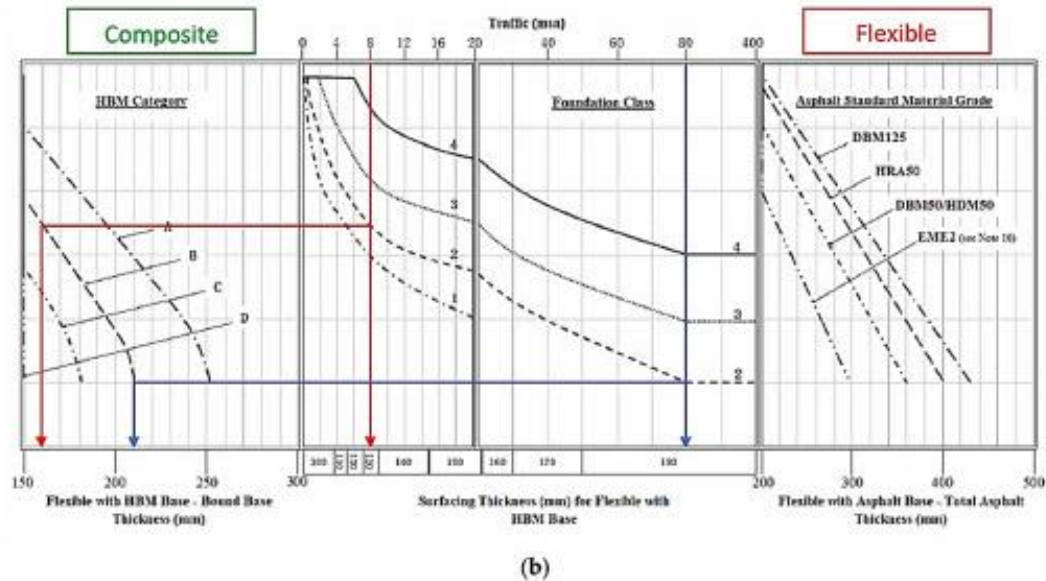 Composite
Traffic (msa)
Flexible
0 4 8 12 16 20 40 60 80 400
HBM Category
Foundation Class
Asphalt Standard Material Grade
DBM125
HRA50
DBM50/HDM50
EME2 (see Note 10)
A
B
C
D
4
3
2
1
4
3
2
150 200 250 300
160 170 180
200 300 400 500
Flexible with HBM Base - Bound Base
Thickness (mm)
Surfacing Thickness (mm) for Flexible with
HBM Base
Flexible with Asphalt Base - Total Asphalt
Thickness (mm)
(b)